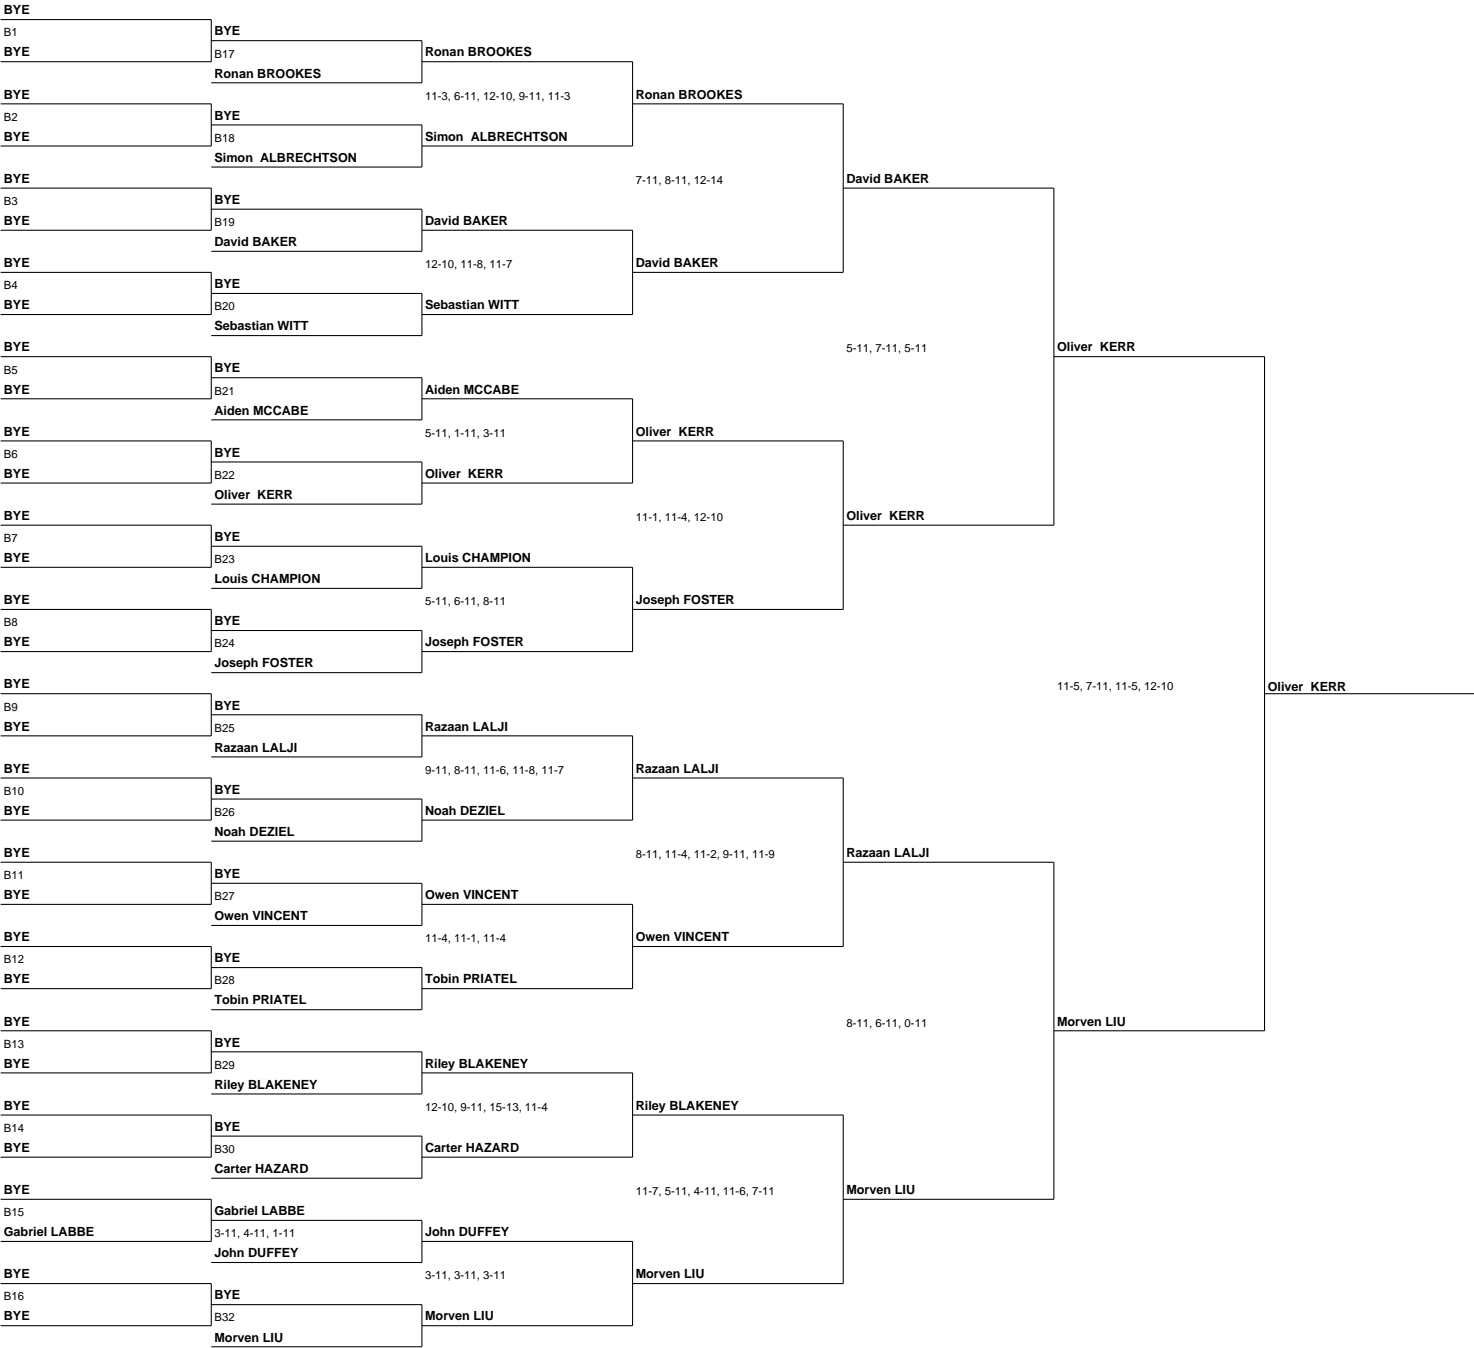 BYE
B1
BYE
BYE
B2
BYE
BYE
B3
BYE
BYE
B4
BYE
BYE
B5
BYE
BYE
B6
BYE
BYE
B7
BYE
BYE
B8
BYE
BYE
B9
BYE
BYE
B10
BYE
BYE
B11
BYE
BYE
B12
BYE
BYE
B13
BYE
BYE
B14
BYE
BYE
B15
Gabriel LABBE
BYE
B16
BYE
BYE
B17
Ronan BROOKES
BYE
B18
Simon ALBRECHTSON
BYE
B19
David BAKER
BYE
B20
Sebastian WITT
BYE
B21
Aiden MCCABE
BYE
B22
Oliver KERR
BYE
B23
Louis CHAMPION
BYE
B24
Joseph FOSTER
BYE
B25
Razaan LALJI
BYE
B26
Noah DEZIEL
BYE
B27
Owen VINCENT
BYE
B28
Tobin PRIATEL
BYE
B29
Riley BLAKENEY
BYE
B30
Carter HAZARD
Gabriel LABBE
3-11, 4-11, 1-11
John DUFFEY
BYE
B32
Morven LIU
Ronan BROOKES
11-3, 6-11, 12-10, 9-11, 11-3
Simon ALBRECHTSON
David BAKER
12-10, 11-8, 11-7
Sebastian WITT
Aiden MCCABE
5-11, 1-11, 3-11
Oliver KERR
Louis CHAMPION
5-11, 6-11, 8-11
Joseph FOSTER
Razaan LALJI
9-11, 8-11, 11-6, 11-8, 11-7
Noah DEZIEL
Owen VINCENT
11-4, 11-1, 11-4
Tobin PRIATEL
Riley BLAKENEY
12-10, 9-11, 15-13, 11-4
Carter HAZARD
John DUFFEY
3-11, 3-11, 3-11
Morven LIU
Ronan BROOKES
7-11, 8-11, 12-14
David BAKER
Oliver KERR
11-1, 11-4, 12-10
Joseph FOSTER
Razaan LALJI
8-11, 11-4, 11-2, 9-11, 11-9
Owen VINCENT
Riley BLAKENEY
11-7, 5-11, 4-11, 11-6, 7-11
Morven LIU
David BAKER
5-11, 7-11, 5-11
Oliver KERR
Razaan LALJI
8-11, 6-11, 0-11
Morven LIU
Oliver KERR
11-5, 7-11, 11-5, 12-10
Morven LIU
Oliver KERR